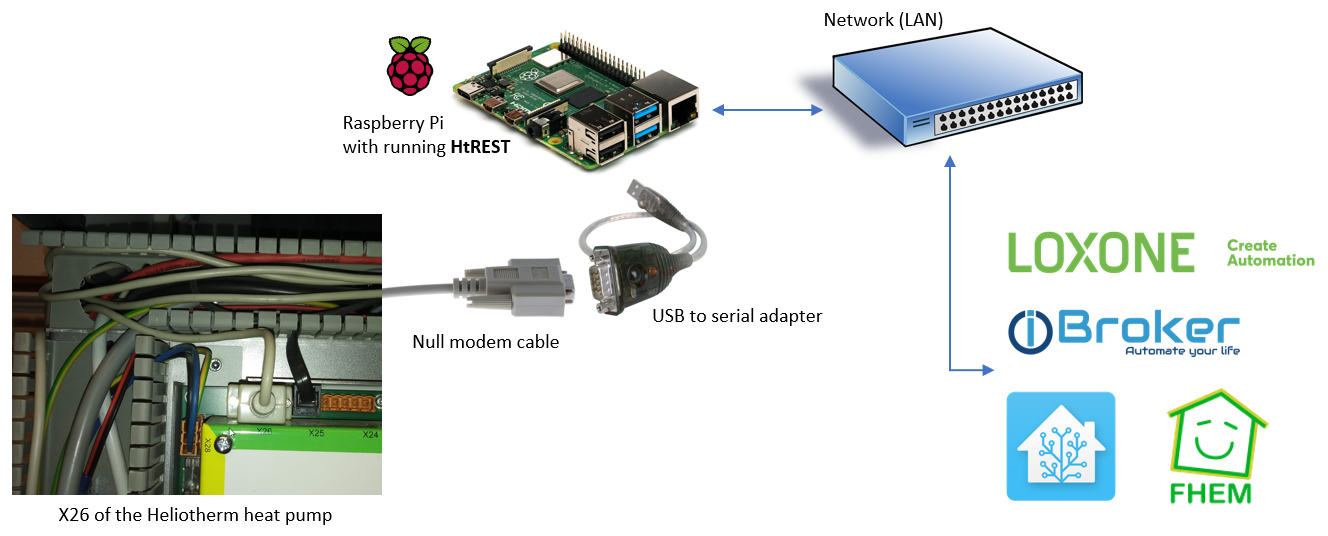 Network (LAN)
Raspberry Pi
with running HtREST
LOXONE
Create
Automation
ioBroker
Automate your life
USB to serial adapter
Null modem cable
X26
X25
X24
X28
FHEM
X26 of the Heliotherm heat pump